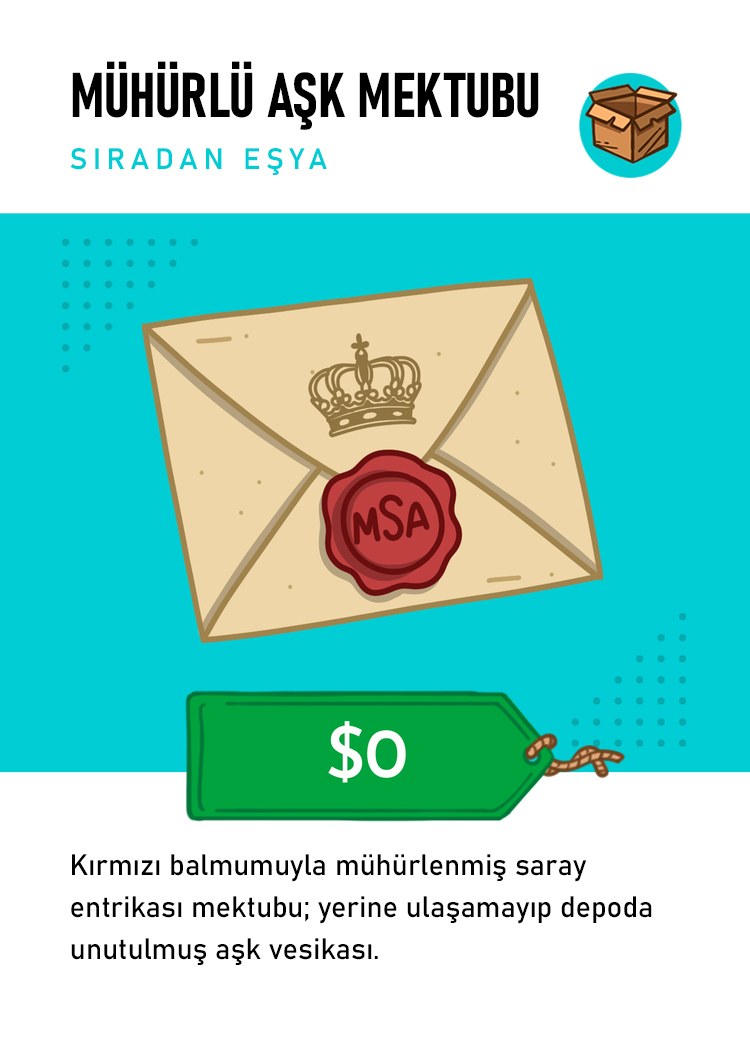 MÜHÜRLÜ AŞK MEKTUBU
SIRADAN EŞYA
MSA
$0
Kırmızı balmumuyla mühürlenmiş saray
entrikası mektubu; yerine ulaşamayıp depoda
unutulmuş aşk vesikası.